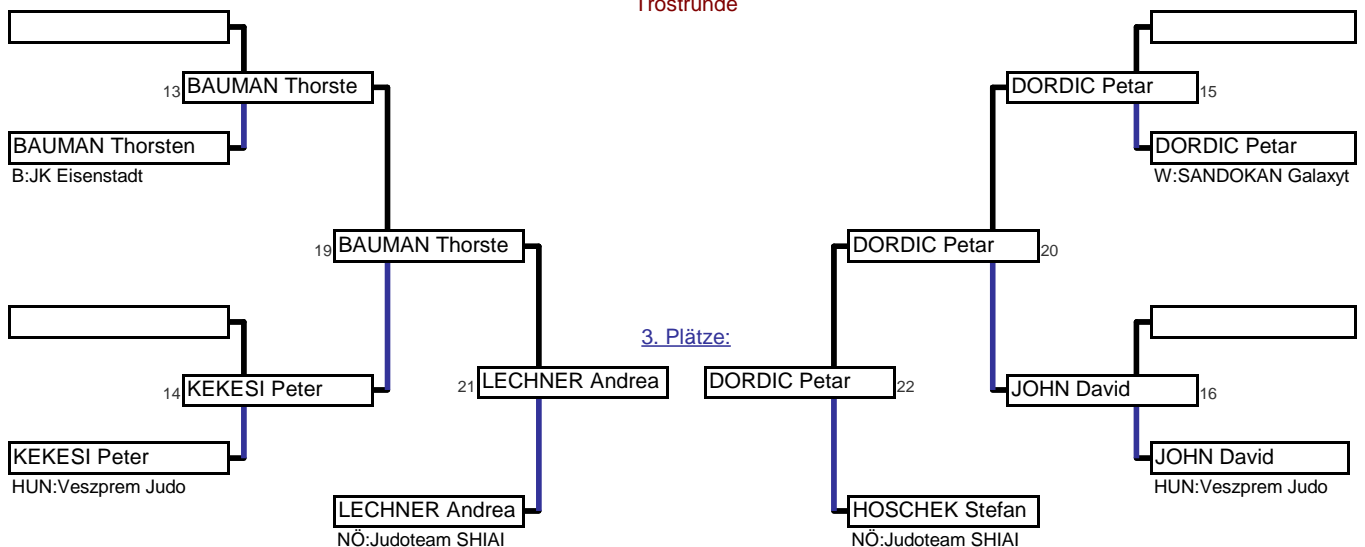 Trostrunde
13 BAUMAN Thorste
DORDIC Petar 15
BAUMAN Thorsten
DORDIC Petar
B:JK Eisenstadt
W:SANDOKAN Galaxyt
19 BAUMAN Thorste
DORDIC Petar 20
3. Plätze:
21 LECHNER Andrea
DORDIC Petar 22
14 KEKESI Peter
JOHN David 16
KEKESI Peter
JOHN David
HUN:Veszprem Judo
HUN:Veszprem Judo
LECHNER Andrea
HOSCHEK Stefan
NÖ:Judoteam SHIAI
NÖ:Judoteam SHIAI